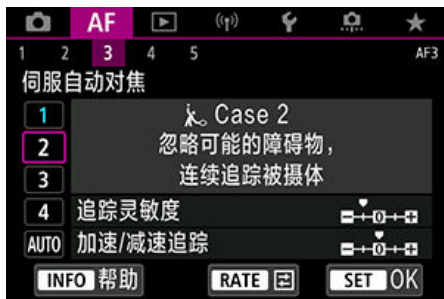 AF
1 2 3 4 5 AF3
伺服自动对焦
1
Case 2
2
忽略可能的障碍物，
连续追踪被摄体
3
4 追踪灵敏度
AUTO 加速/减速追踪
INFO 帮助 RATE SET OK